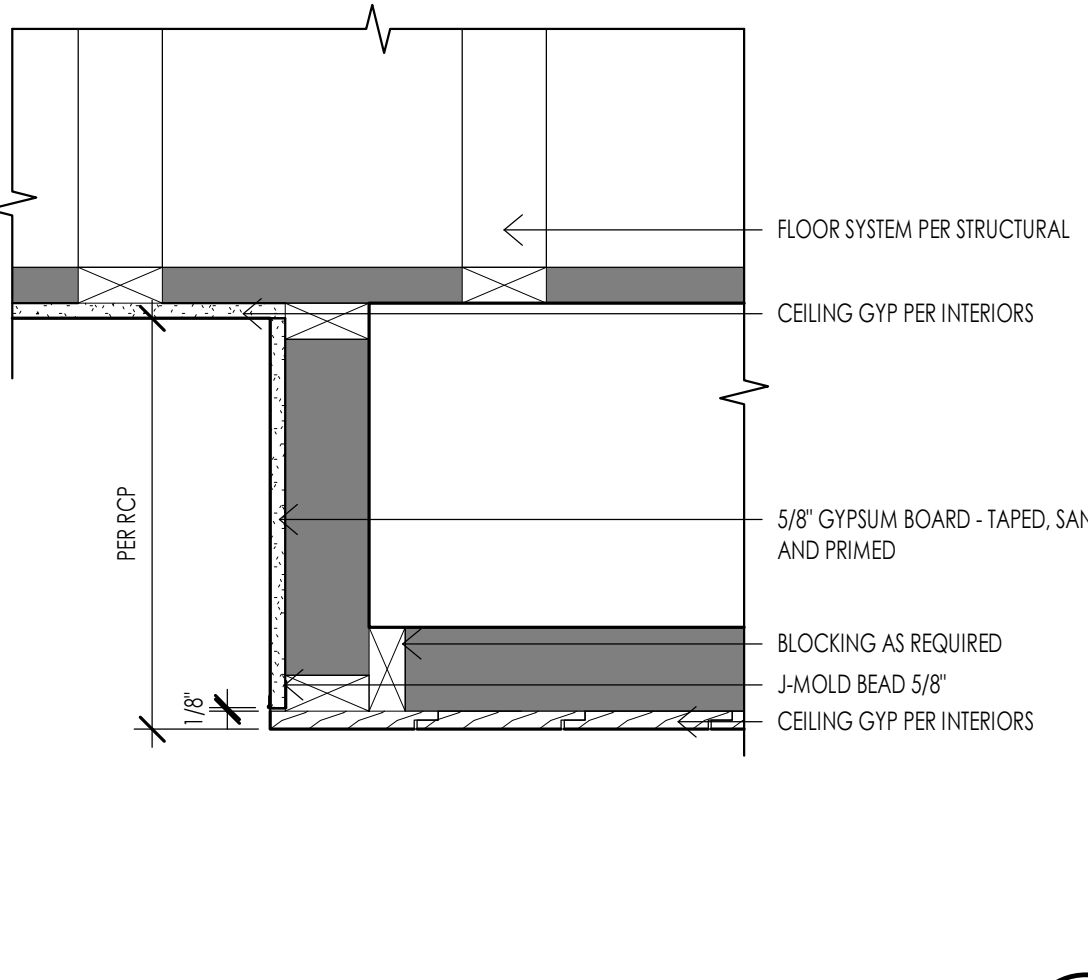 FLOOR SYSTEM PER STRUCTURAL
CEILING GYP PER INTERIORS
PER RCP
5/8" GYPSUM BOARD - TAPED, SAN
AND PRIMED
BLOCKING AS REQUIRED
J-MOLD BEAD 5/8"
1/8"
CEILING GYP PER INTERIORS